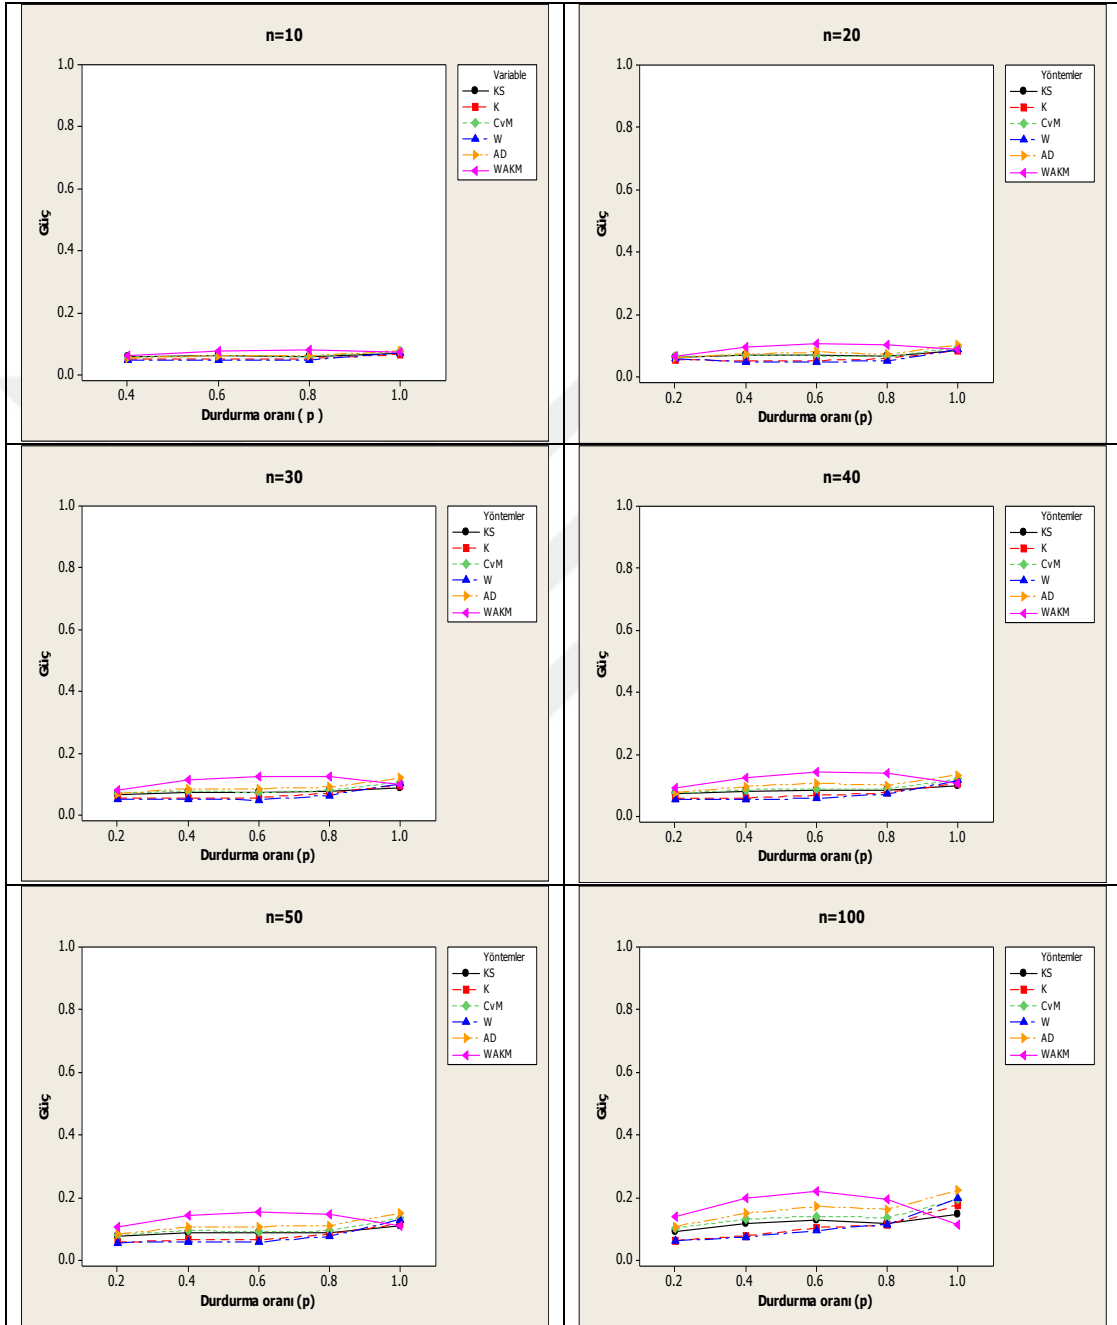 n=10
1.0
0.8
0.6
0.4
0.2
0.0
Güç
0.4 0.6 0.8 1.0
Durdurma oranı ( p )
Variable
KS
K
CvM
W
AD
WAKM
n=20
1.0
0.8
0.6
0.4
0.2
0.0
Güç
0.2 0.4 0.6 0.8 1.0
Durdurma oranı (p)
Yöntemler
KS
K
CvM
W
AD
WAKM
n=30
1.0
0.8
0.6
0.4
0.2
0.0
Güç
0.2 0.4 0.6 0.8 1.0
Durdurma oranı (p)
Yöntemler
KS
K
CvM
W
AD
WAKM
n=40
1.0
0.8
0.6
0.4
0.2
0.0
Güç
0.2 0.4 0.6 0.8 1.0
Durdurma oranı (p)
Yöntemler
KS
K
CvM
W
AD
WAKM
n=50
1.0
0.8
0.6
0.4
0.2
0.0
Güç
0.2 0.4 0.6 0.8 1.0
Durdurma oranı (p)
Yöntemler
KS
K
CvM
W
AD
WAKM
n=100
1.0
0.8
0.6
0.4
0.2
0.0
Güç
0.2 0.4 0.6 0.8 1.0
Durdurma oranı (p)
Yöntemler
KS
K
CvM
W
AD
WAKM